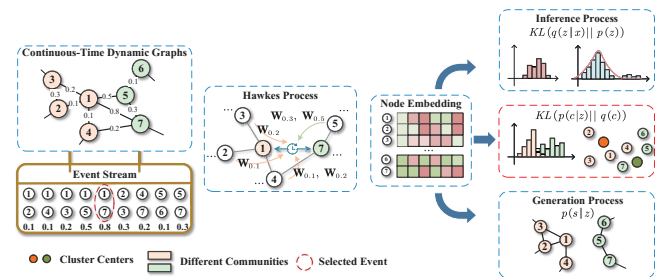 Continuous-Time Dynamic Graphs
3
1
2
4
5
6
7
0.2
0.3
0.1
0.5
0.8
0.2
0.3
0.1
Event Stream
1 1 1 1 1 2 4 5 5
2 4 3 5 7 3 7 6 7
0.1 0.1 0.2 0.5 0.8 0.3 0.2 0.1 0.3
Hawkes Process
...
3
2
1
4
5
7
W0.3, W0.5
W0.2
W0.1
W0.1, W0.2
Node Embedding
1
2
3
...
6
7
Inference Process
KL(q(z|x)|| p(z))
KL(p(c|z)|| q(c))
1
2
3
4
5
6
7
Generation Process
p(s|z)
3
2
1
4
6
5
7
Cluster Centers
Different Communities
Selected Event